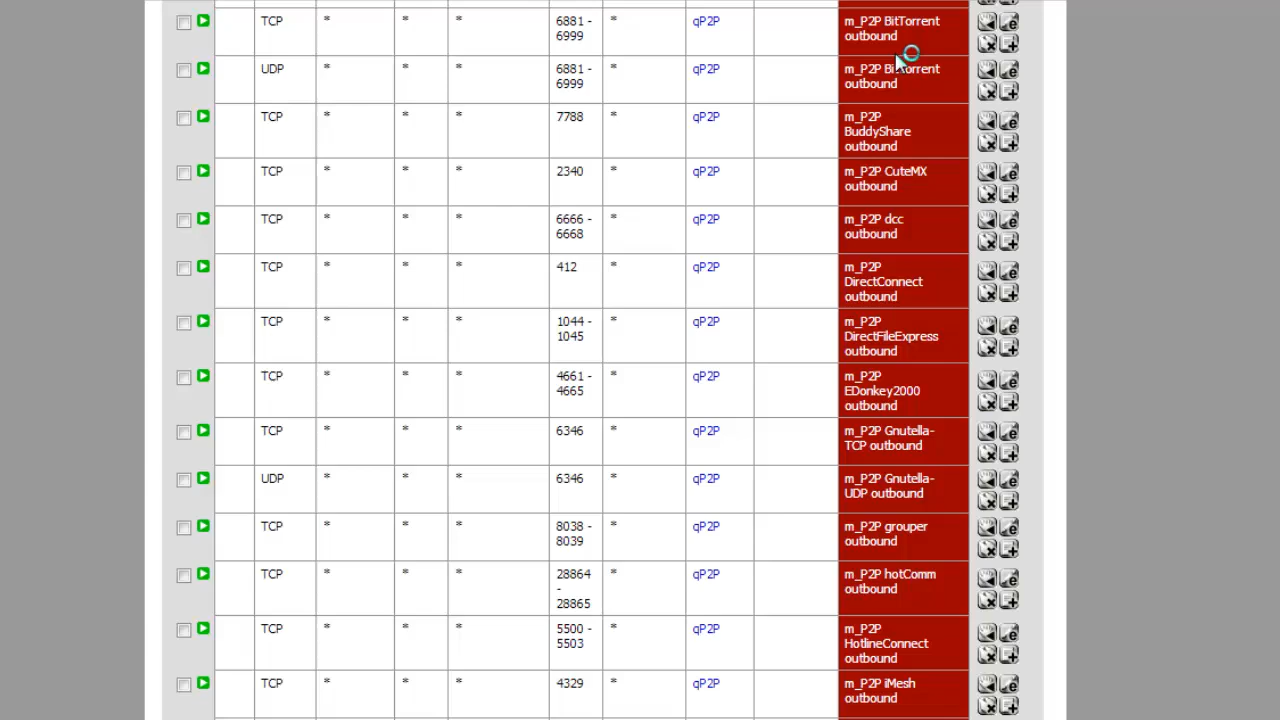 TCP * * * 6881 - * qP2P m_P2P BitTorrent
6999 outbound
UDP * * * 6881 - * qP2P m_P2P BitTorrent
6999 outbound
TCP * * * 7788 * qP2P m_P2P
BuddyShare
outbound
TCP * * * 2340 * qP2P m_P2P CuteMX
outbound
TCP * * * 6666 - * qP2P m_P2P dcc
6668 outbound
TCP * * * 412 * qP2P m_P2P
DirectConnect
outbound
TCP * * * 1044 - * qP2P m_P2P
1045 DirectFileExpress
outbound
TCP * * * 4661 - * qP2P m_P2P
4665 EDonkey2000
outbound
TCP * * * 6346 * qP2P m_P2P Gnutella-
TCP outbound
UDP * * * 6346 * qP2P m_P2P Gnutella-
UDP outbound
TCP * * * 8038 - * qP2P m_P2P grouper
8039 outbound
TCP * * * 28864 * qP2P m_P2P hotComm
- outbound
28865
TCP * * * 5500 - * qP2P m_P2P
5503 HotlineConnect
outbound
TCP * * * 4329 * qP2P m_P2P iMesh
outbound